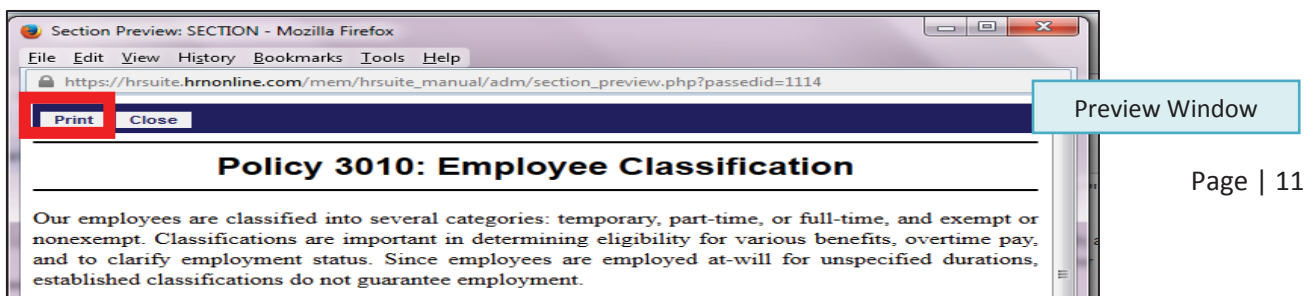 Section Preview: SECTION - Mozilla Firefox
File Edit View History Bookmarks Tools Help
https://hrsuite.hrnonline.com/mem/hrsuite_manual/adm/section_preview.php?passedid=1114
Print Close
Preview Window
Policy 3010: Employee Classification
Page | 11
Our employees are classified into several categories: temporary, part-time, or full-time, and exempt or
nonexempt. Classifications are important in determining eligibility for various benefits, overtime pay,
and to clarify employment status. Since employees are employed at-will for unspecified durations,
established classifications do not guarantee employment.